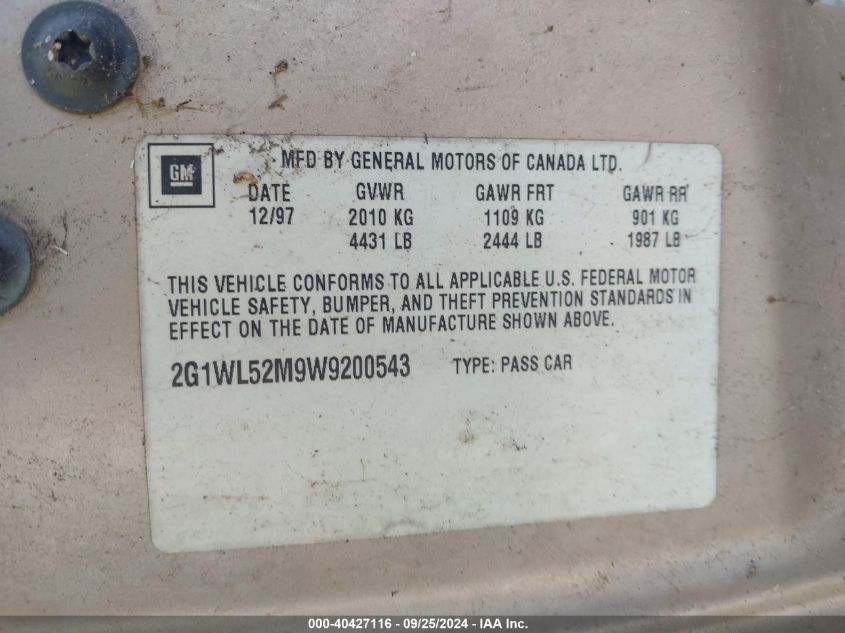 GM
MFD BY GENERAL MOTORS OF CANADA LTD.
DATE GVWR GAWR FRT GAWR RR
12/97 2010 KG 1109 KG 901 KG
4431 LB 2444 LB 1987 LB
THIS VEHICLE CONFORMS TO ALL APPLICABLE U.S. FEDERAL MOTOR
VEHICLE SAFETY, BUMPER, AND THEFT PREVENTION STANDARDS IN
EFFECT ON THE DATE OF MANUFACTURE SHOWN ABOVE.
2G1WL52M9W9200543 TYPE: PASS CAR
000-40427116 - 09/25/2024 - IAA Inc.